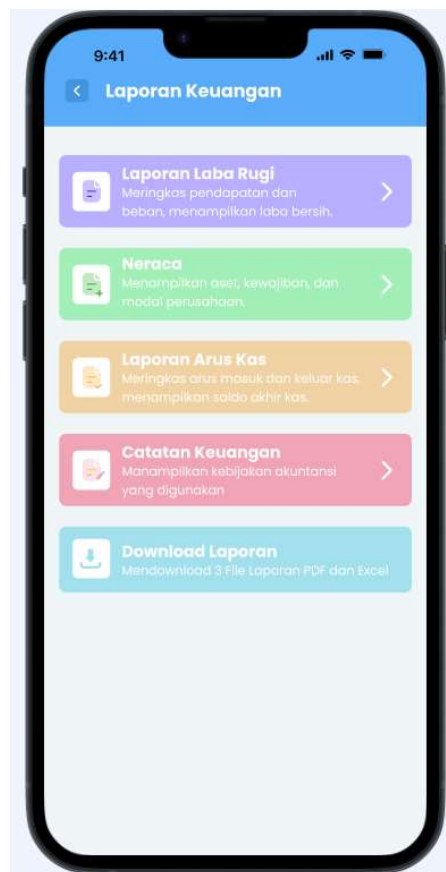 9:41
Laporan Keuangan
Laporan Laba Rugi
Meringkas pendapatan dan
beban, menampilkan laba bersih.
Neraca
Menampilkan aset, kewajiban, dan
modal perusahaan.
Laporan Arus Kas
Meringkas arus masuk dan keluar kas,
menampilkan saldo akhir kas.
Catatan Keuangan
Manampilkan kebijakan akuntansi
yang digunakan
Download Laporan
Mendownload 3 File Laporan PDF dan Excel